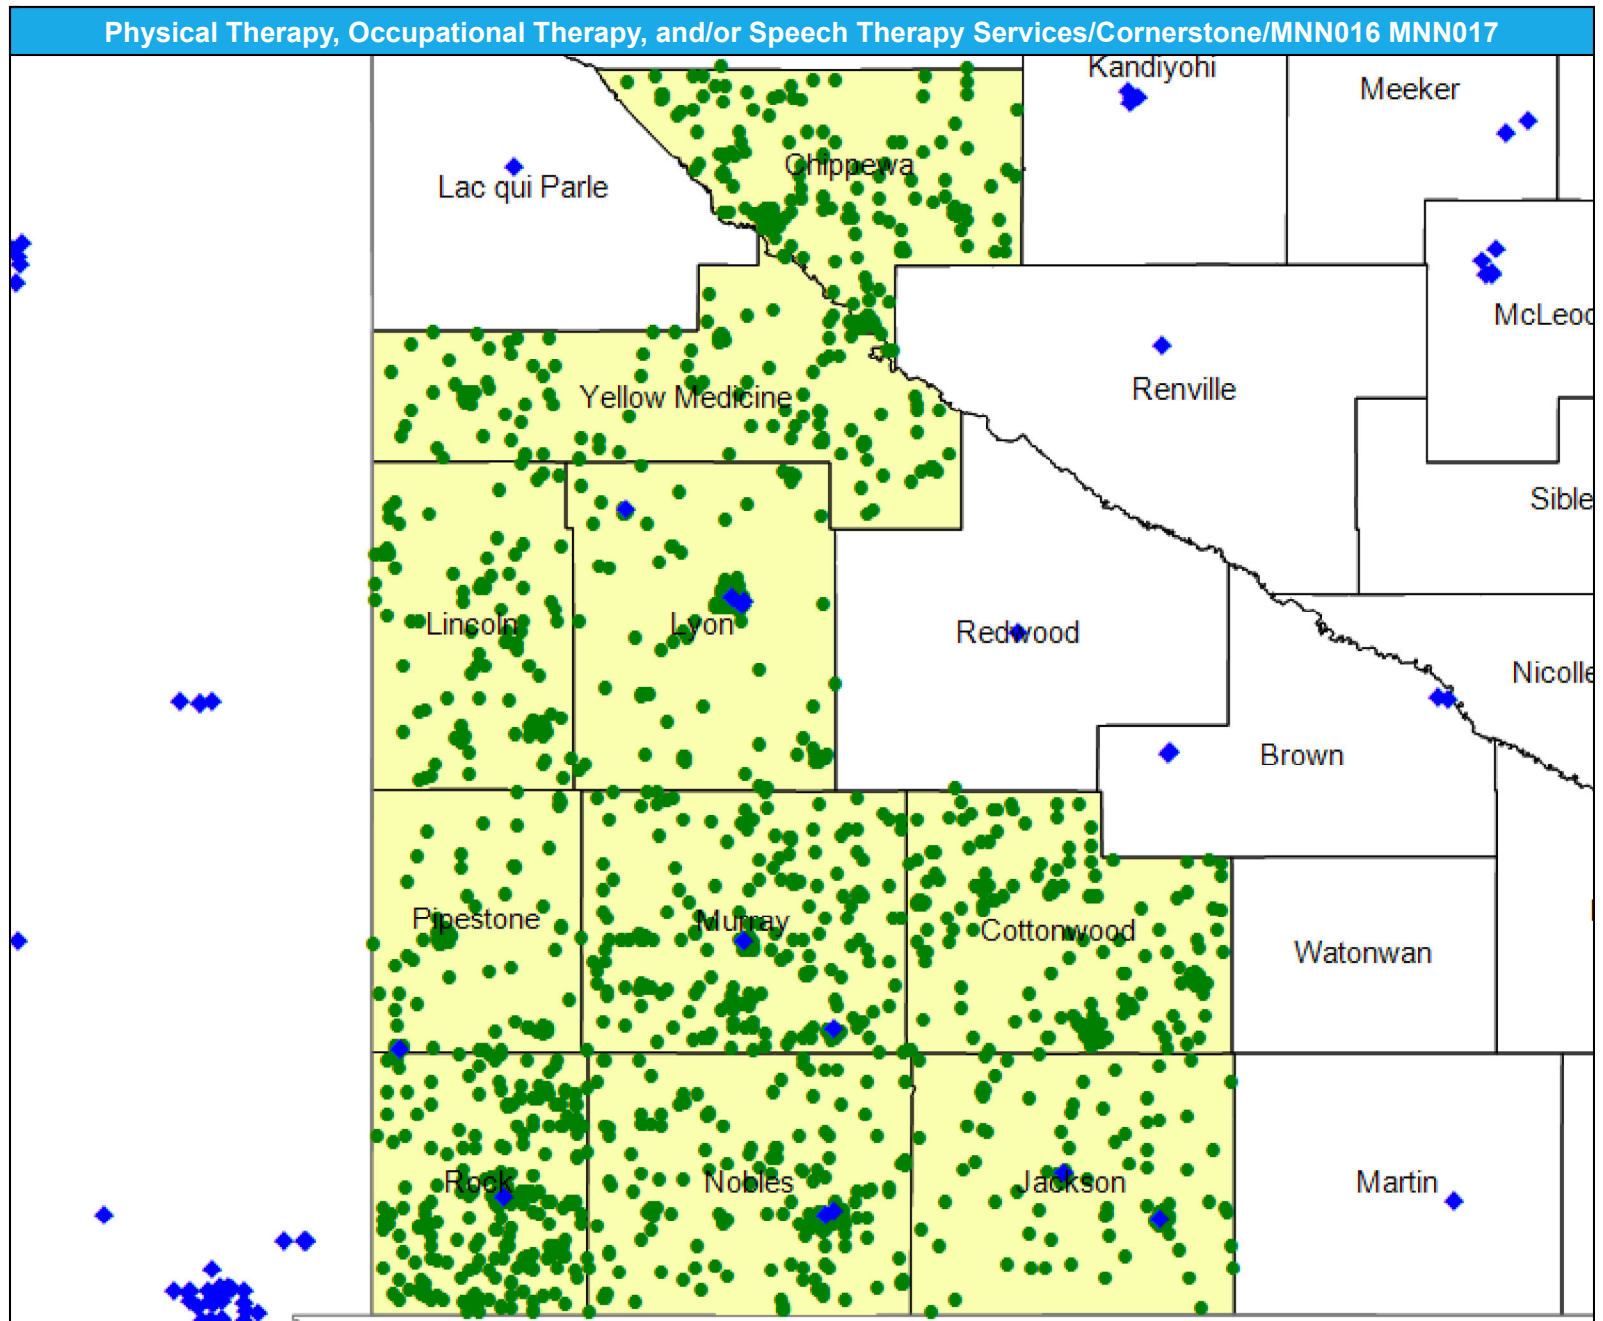 Physical Therapy, Occupational Therapy, and/or Speech Therapy Services/Cornerstone/MNN016 MNN017
Kandiyohi
Meeker
Chippewa
Lac qui Parle
McLeod
Renville
Yellow Medicine
Sible
Lincoln
Lyon
Redwood
Nicolle
Brown
Pipestone
Murray
Cottonwood
Watonwan
Rock
Nobles
Jackson
Martin